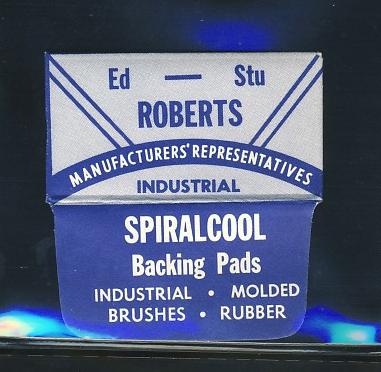 Ed — Stu
ROBERTS
MANUFACTURERS' REPRESENTATIVES
INDUSTRIAL
SPIRALCOOL
Backing Pads
INDUSTRIAL • MOLDED
BRUSHES • RUBBER